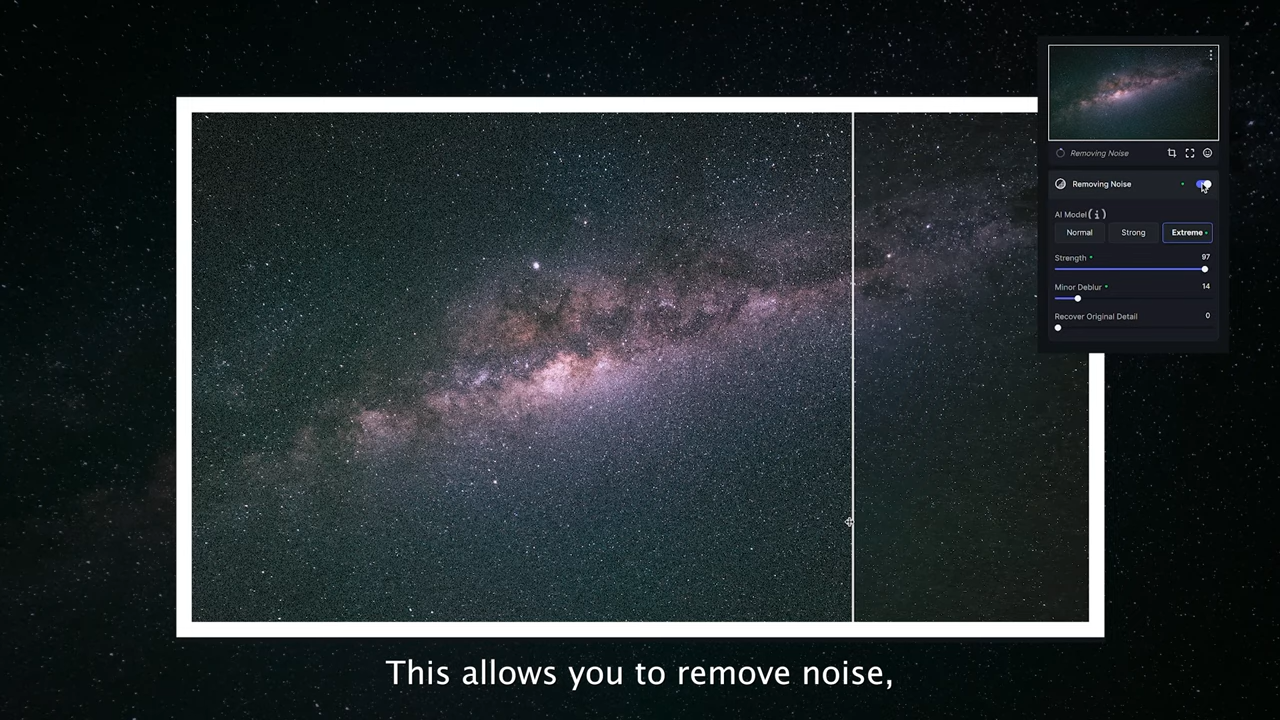 Removing Noise
Removing Noise
AI Model(i)
Normal Strong Extreme
Strength 97
Minor Deblur 14
Recover Original Detail 0
This allows you to remove noise,